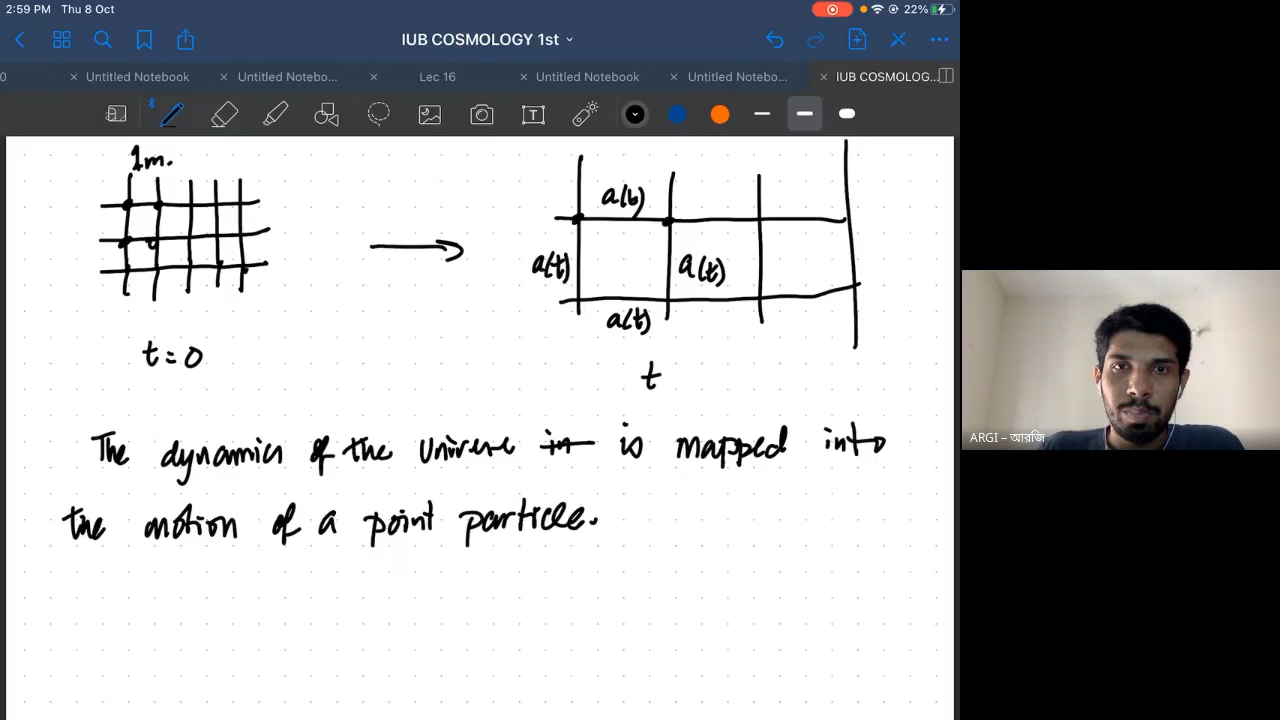 2:59 PM Thu 8 Oct
22%
IUB COSMOLOGY 1st
0
Untitled Notebook
Untitled Notebo...
Lec 16
Untitled Notebook
Untitled Notebo...
IUB COSMOLOG...
T
1m.
a(t)
a(t)
a(t)
a(t)
t = 0
t
The dynamics of the Universe in is mapped into
the motion of a point particle.
ARGI – আরজি